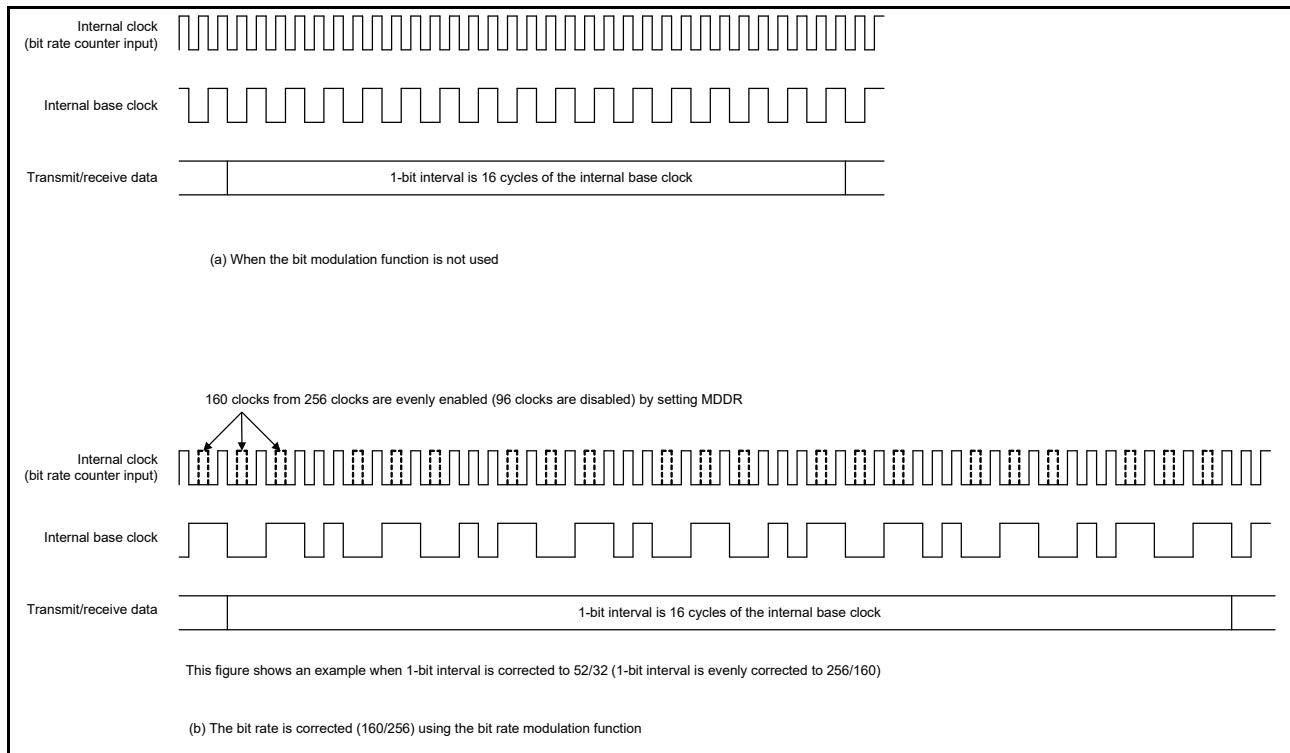 Internal clock
(bit rate counter input)
Internal base clock
Transmit/receive data
1-bit interval is 16 cycles of the internal base clock
(a) When the bit modulation function is not used
160 clocks from 256 clocks are evenly enabled (96 clocks are disabled) by setting MDDR
Internal clock
(bit rate counter input)
Internal base clock
Transmit/receive data
1-bit interval is 16 cycles of the internal base clock
This figure shows an example when 1-bit interval is corrected to 52/32 (1-bit interval is evenly corrected to 256/160)
(b) The bit rate is corrected (160/256) using the bit rate modulation function